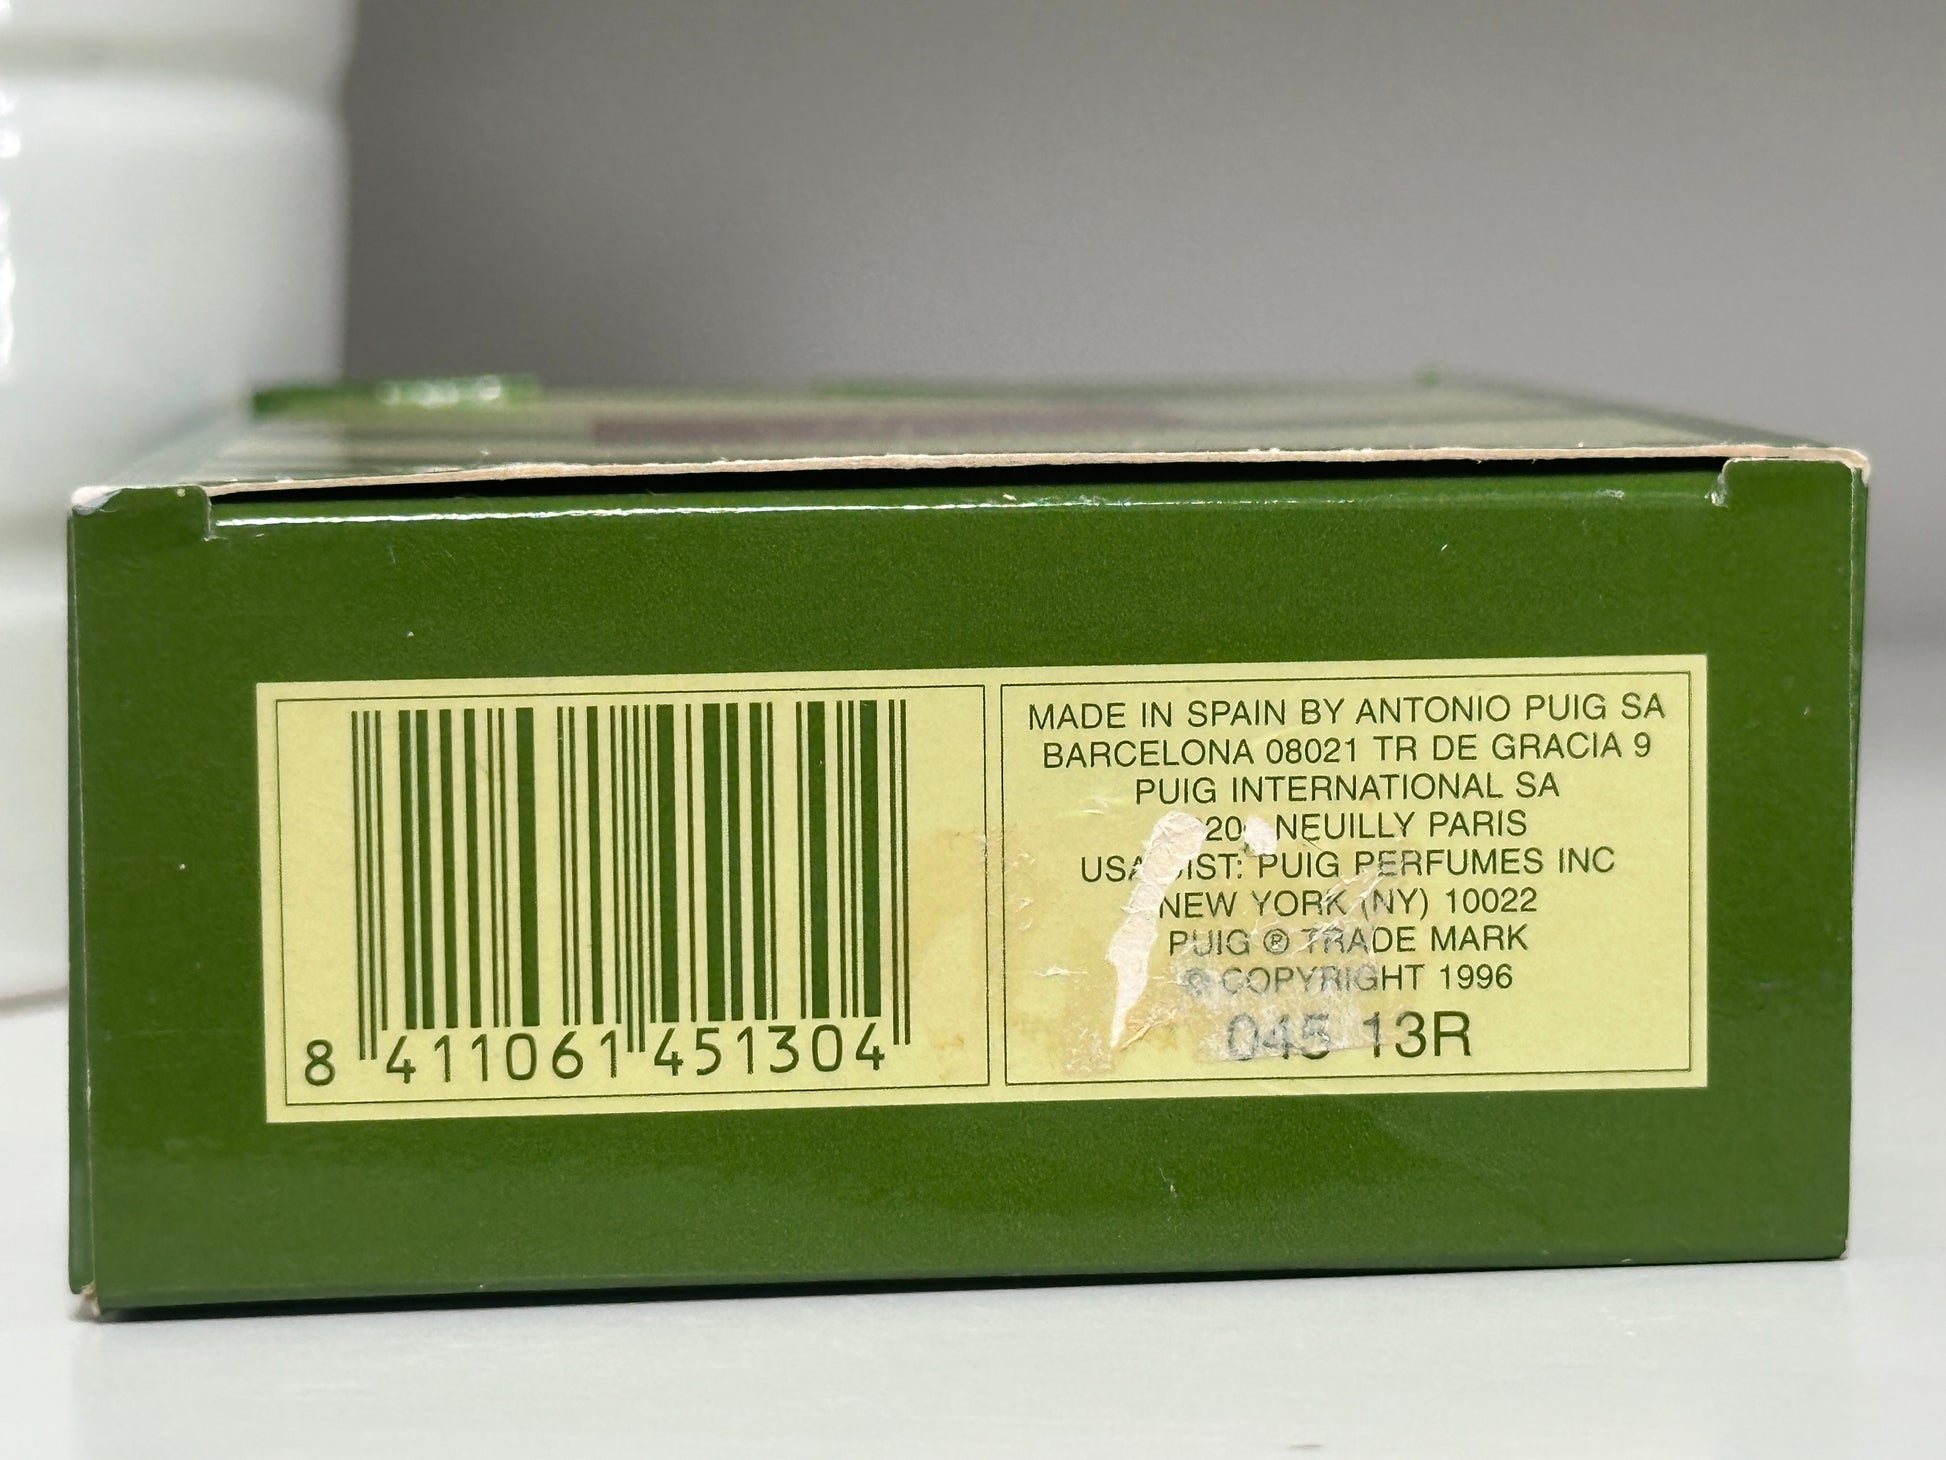 MADE IN SPAIN BY ANTONIO PUIG SA
BARCELONA 08021 TR DE GRACIA 9
PUIG INTERNATIONAL SA
NEUILLY PARIS
PUIG PERFUMES INC
NEW YORK (NY) 10022
PUIG ® TRADE MARK
© COPYRIGHT 1996
045 13R
8 411061 451304